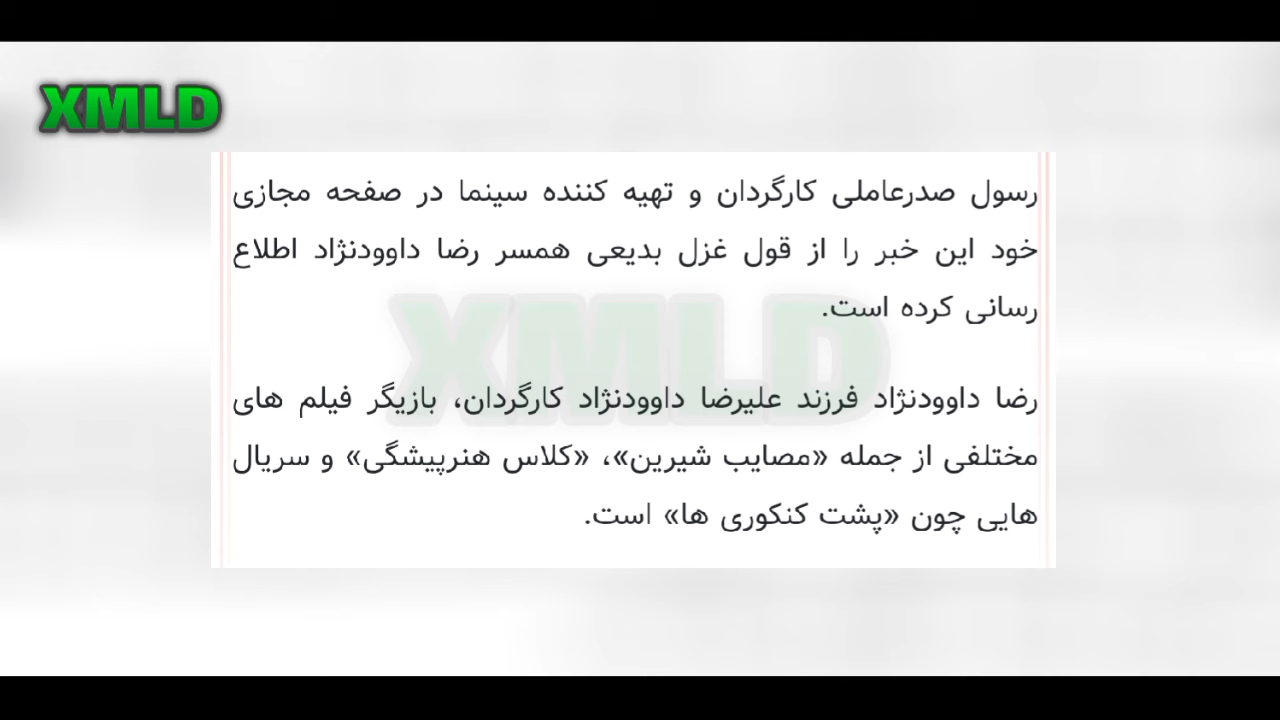 XMLD
رسول صدرعاملی کارگردان و تهیه کننده سینما در صفحه مجازی
خود این خبر را از قول غزل بدیعی همسر رضا داوودنژاد اطلاع
رسانی کرده است.
XMLD
رضا داوودنژاد فرزند علیرضا داوودنژاد کارگردان، بازیگر فیلم های
مختلفی از جمله «مصایب شیرین»، «کلاس هنرپیشگی» و سریال
هایی چون «پشت کنکوری ها» است.